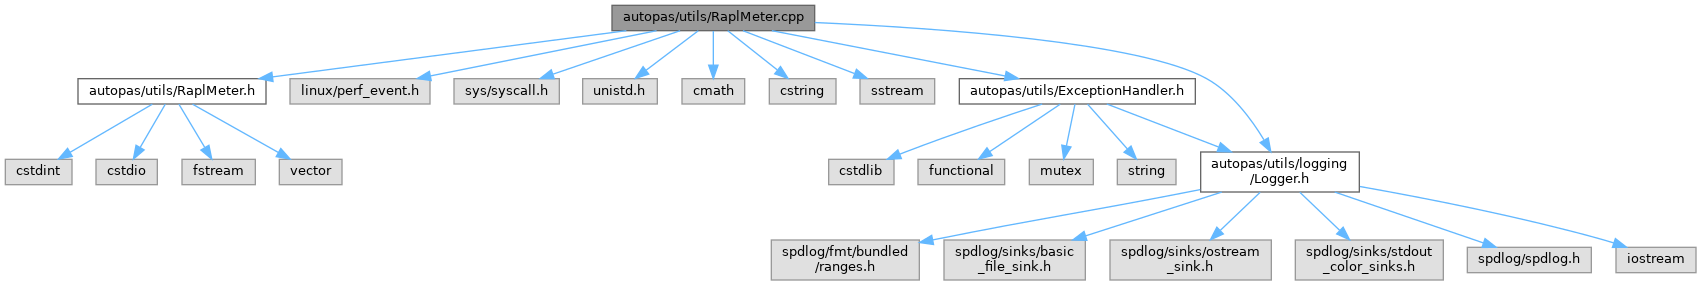 autopas/utils/RaplMeter.cpp
autopas/utils/RaplMeter.h
linux/perf_event.h
sys/syscall.h
unistd.h
cmath
cstring
sstream
autopas/utils/ExceptionHandler.h
cstdint
cstdio
fstream
vector
cstdlib
functional
mutex
string
autopas/utils/logging
/Logger.h
spdlog/fmt/bundled
/ranges.h
spdlog/sinks/basic
_file_sink.h
spdlog/sinks/ostream
_sink.h
spdlog/sinks/stdout
_color_sinks.h
spdlog/spdlog.h
iostream